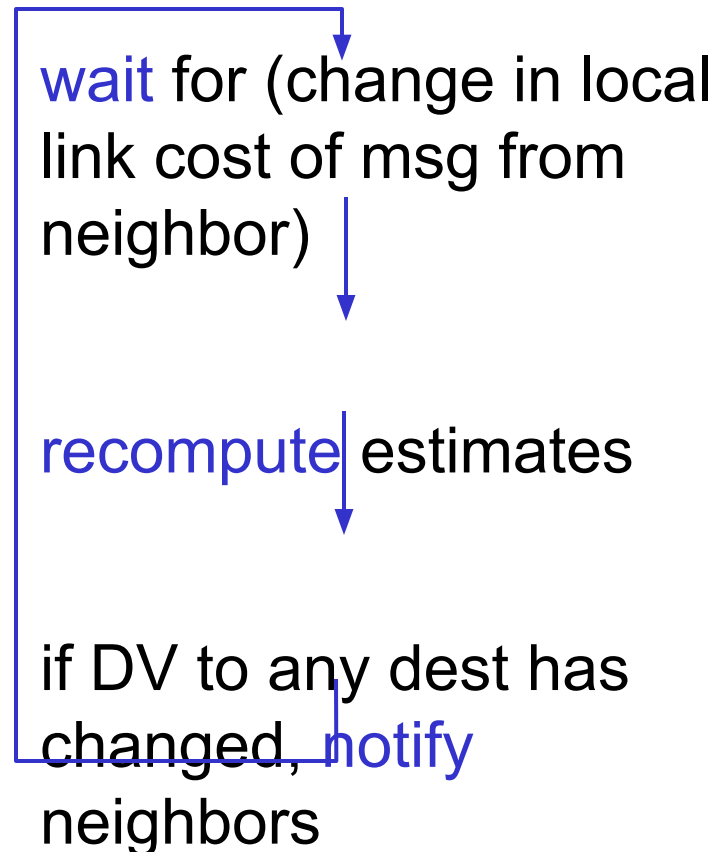 wait for (change in local
link cost of msg from
neighbor)
recompute estimates
if DV to any dest has
changed, notify
neighbors